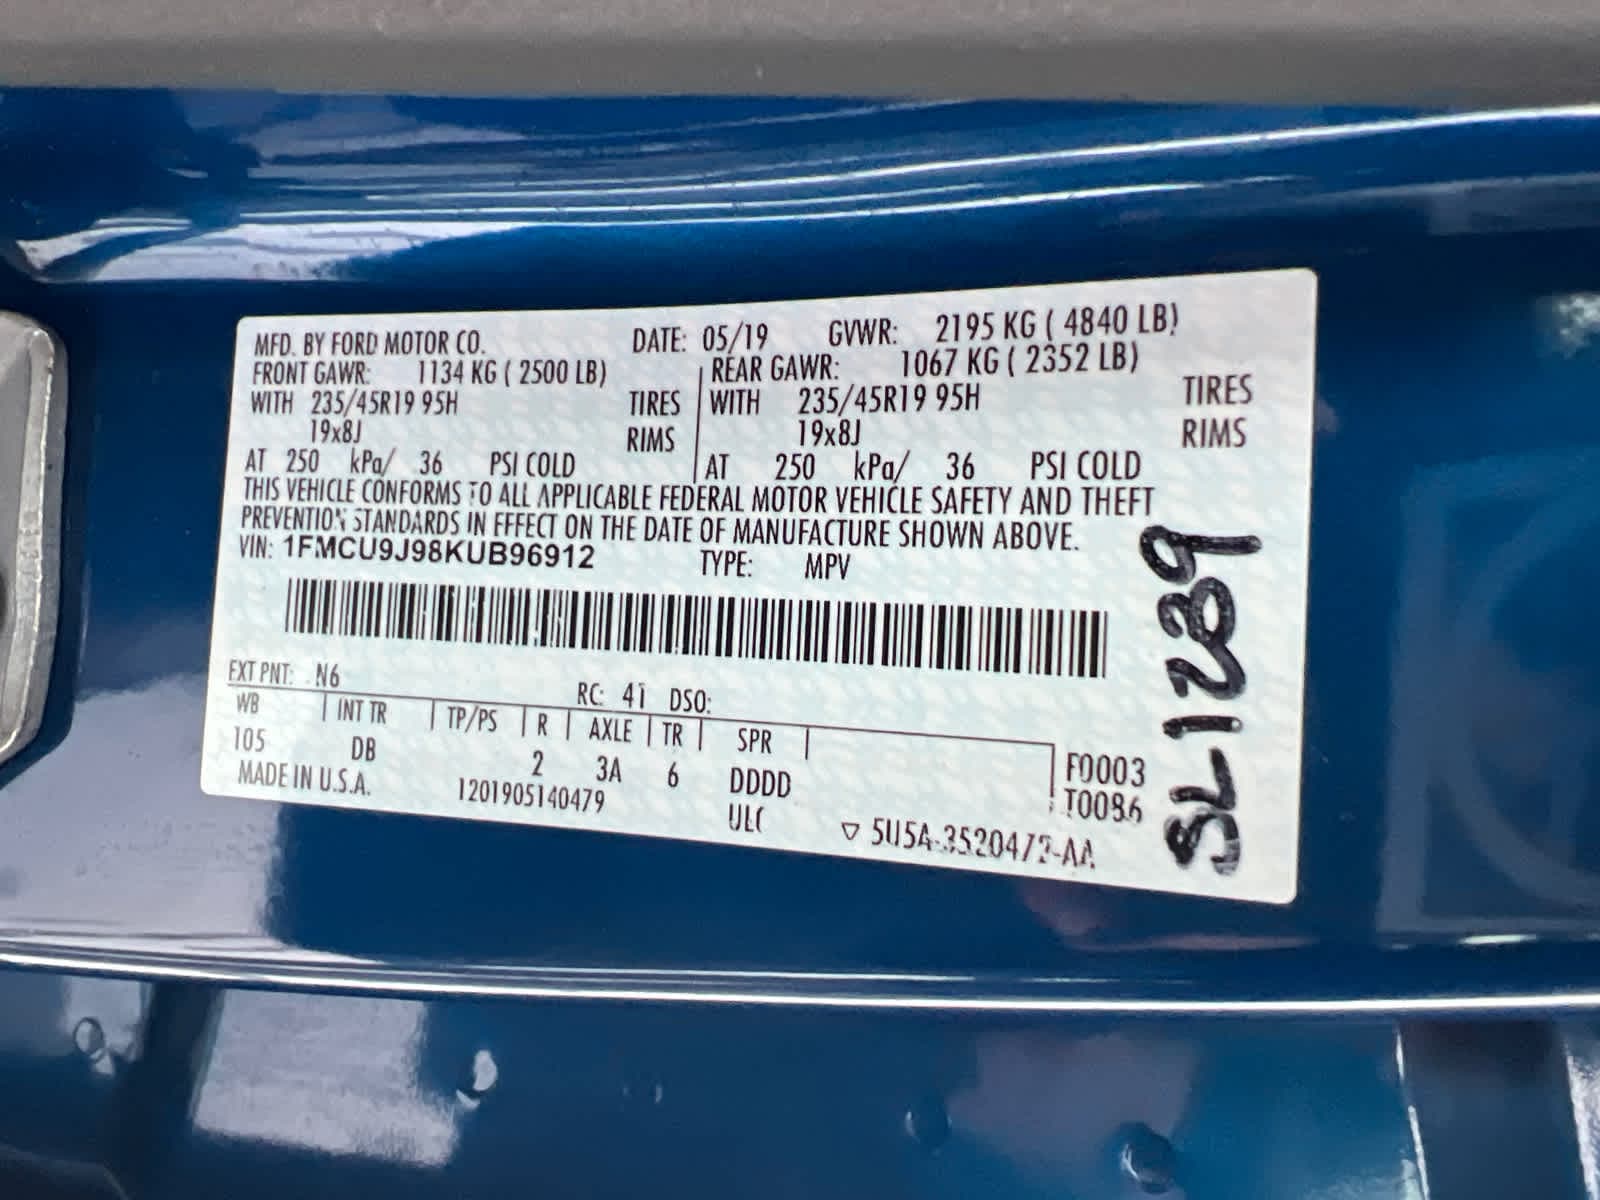 MFD. BY FORD MOTOR CO. DATE: 05/19 GVWR: 2195 KG ( 4840 LB)
FRONT GAWR: 1134 KG ( 2500 LB) REAR GAWR: 1067 KG ( 2352 LB)
WITH 235/45R19 95H TIRES WITH 235/45R19 95H TIRES
19x8J RIMS 19x8J RIMS
AT 250 kPa/ 36 PSI COLD AT 250 kPa/ 36 PSI COLD
THIS VEHICLE CONFORMS TO ALL APPLICABLE FEDERAL MOTOR VEHICLE SAFETY AND THEFT
PREVENTION STANDARDS IN EFFECT ON THE DATE OF MANUFACTURE SHOWN ABOVE.
VIN: 1FMCU9J98KUB96912 TYPE: MPV
EXT PNT: N6 RC: 41 DSO:
WB INT TR TP/PS R AXLE TR SPR
105 DB 2 3A 6 DDDD F0003
MADE IN U.S.A. 1201905140479 ULC T0086
▽ 5U5A-3520472-AA
SL1289